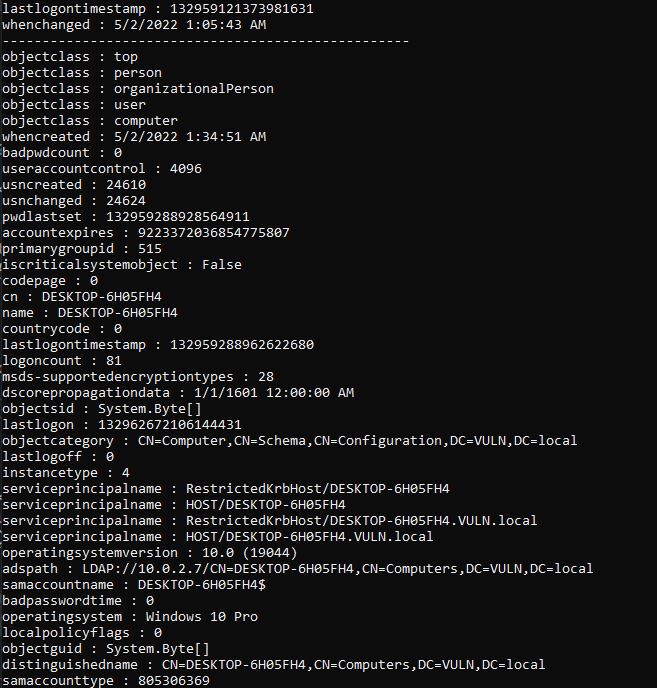 lastlogontimestamp : 132959121373981631
whenchanged : 5/2/2022 1:05:43 AM
---------------------------------------------------
objectclass : top
objectclass : person
objectclass : organizationalPerson
objectclass : user
objectclass : computer
whencreated : 5/2/2022 1:34:51 AM
badpwdcount : 0
useraccountcontrol : 4096
usncreated : 24610
usnchanged : 24624
pwdlastset : 132959288928564911
accountexpires : 9223372036854775807
primarygroupid : 515
iscriticalsystemobject : False
codepage : 0
cn : DESKTOP-6H05FH4
name : DESKTOP-6H05FH4
countrycode : 0
lastlogontimestamp : 132959288962622680
logoncount : 81
msds-supportedencryptiontypes : 28
dscorepropagationdata : 1/1/1601 12:00:00 AM
objectsid : System.Byte[]
lastlogon : 132962672106144431
objectcategory : CN=Computer,CN=Schema,CN=Configuration,DC=VULN,DC=local
lastlogoff : 0
instancetype : 4
serviceprincipalname : RestrictedKrbHost/DESKTOP-6H05FH4
serviceprincipalname : HOST/DESKTOP-6H05FH4
serviceprincipalname : RestrictedKrbHost/DESKTOP-6H05FH4.VULN.local
serviceprincipalname : HOST/DESKTOP-6H05FH4.VULN.local
operatingsystemversion : 10.0 (19044)
adspath : LDAP://10.0.2.7/CN=DESKTOP-6H05FH4,CN=Computers,DC=VULN,DC=local
samaccountname : DESKTOP-6H05FH4$
badpasswordtime : 0
operatingsystem : Windows 10 Pro
localpolicyflags : 0
objectguid : System.Byte[]
distinguishedname : CN=DESKTOP-6H05FH4,CN=Computers,DC=VULN,DC=local
samaccounttype : 805306369